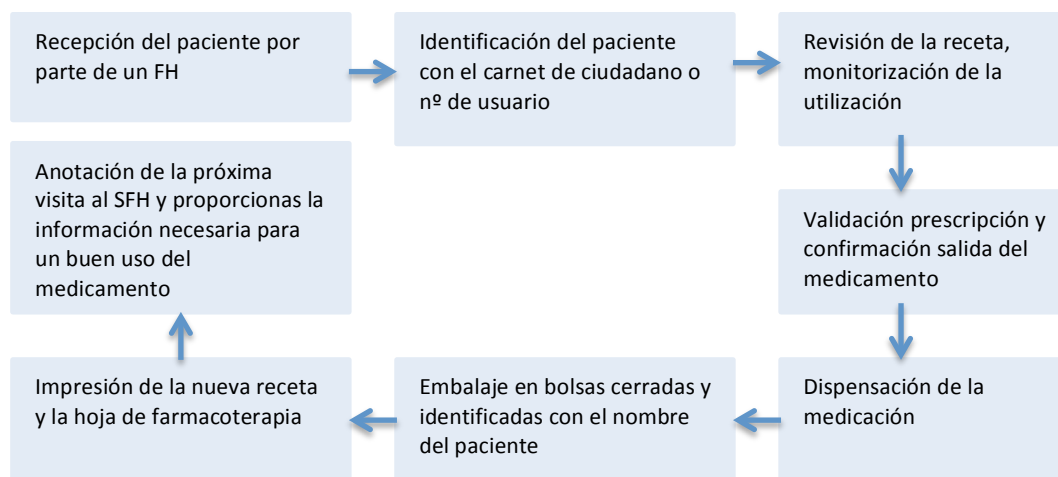 Recepción del paciente por
parte de un FH
Identificación del paciente
con el carnet de ciudadano o
nº de usuario
Revisión de la receta,
monitorización de la
utilización
Validación prescripción y
confirmación salida del
medicamento
Dispensación de la
medicación
Embalaje en bolsas cerradas y
identificadas con el nombre
del paciente
Impresión de la nueva receta
y la hoja de farmacoterapia
Anotación de la próxima
visita al SFH y proporcionas la
información necesaria para
un buen uso del
medicamento